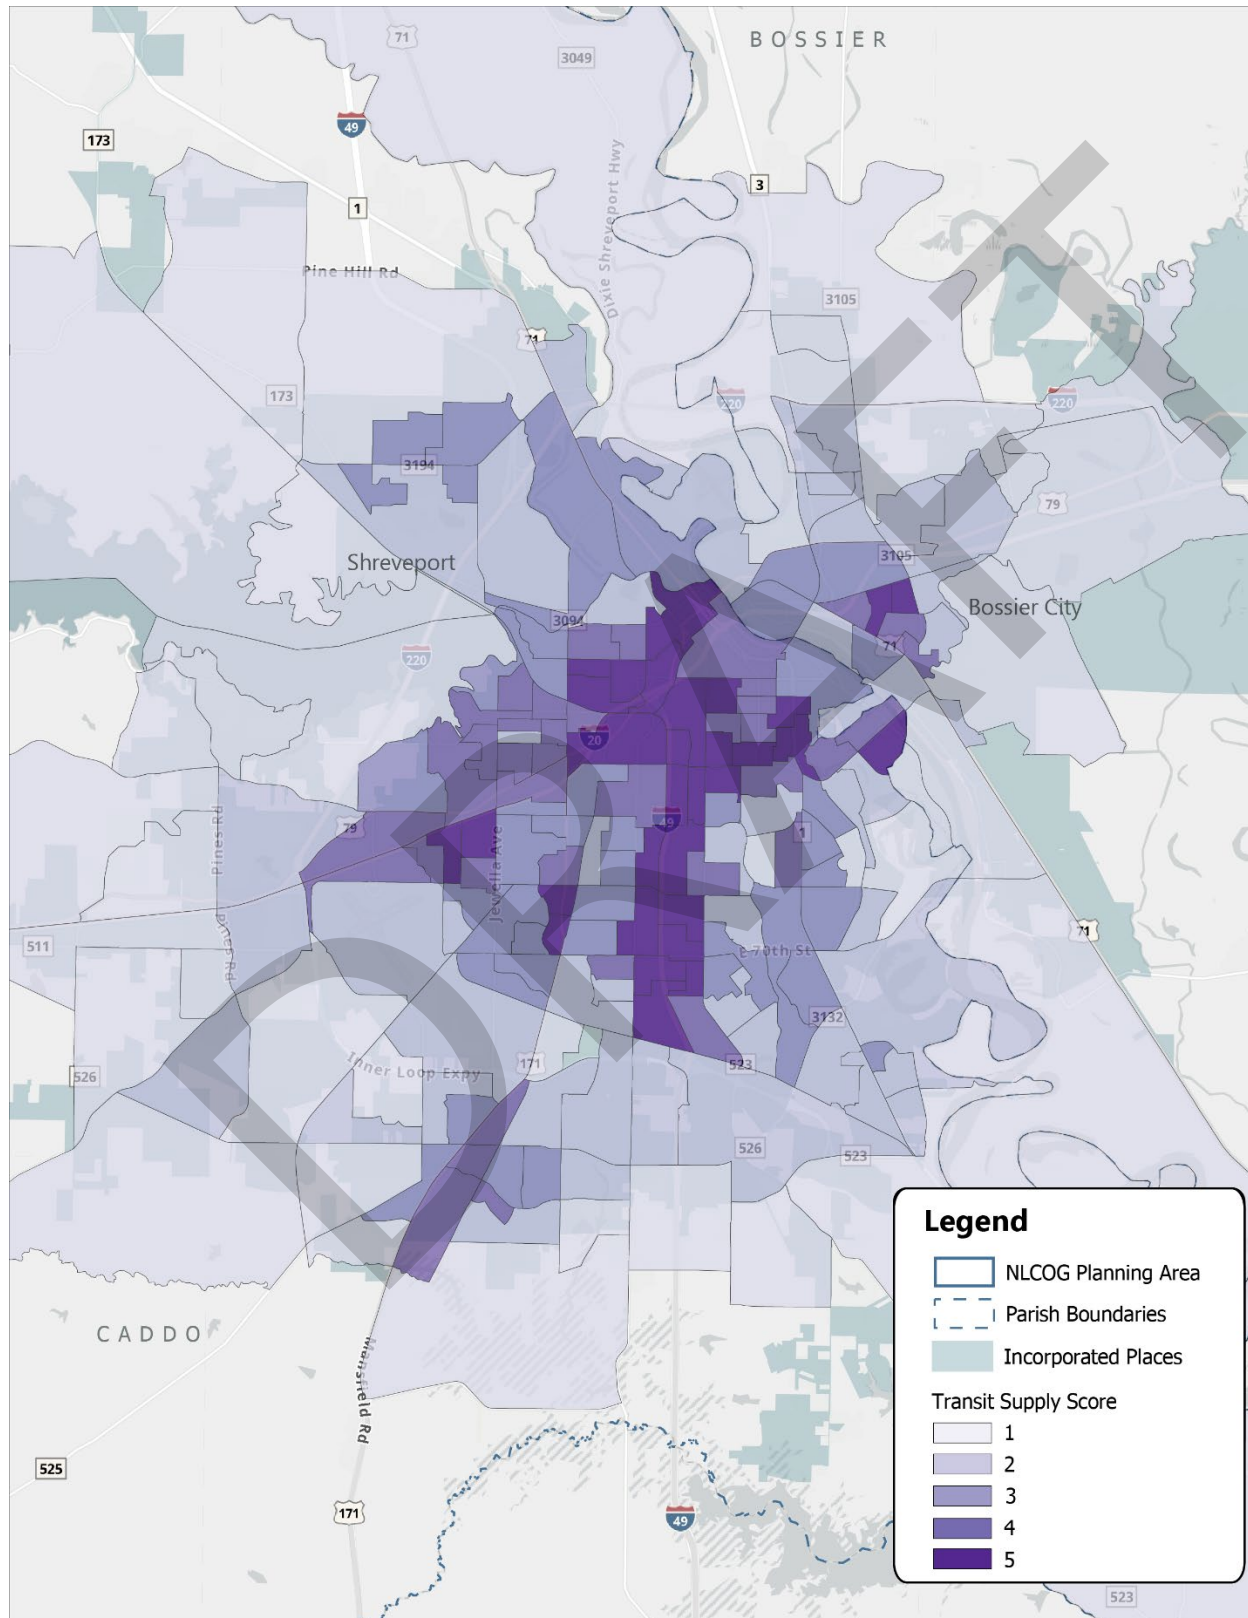 BOSSIER
71
3049
49
173
3
1
Dixie Shreveport Hwy
Pine Hill Rd
3105
71
173
220
220
3194
79
3105
Shreveport
Bossier City
3094
71
220
20
49
79
1
Pines Rd
Jewella Ave
Pines Rd
511
71
E 70th St
3132
171
523
Inner Loop Expy
526
526
523
CADDO
Mansfield Rd
525
171
49
523
DRAFT
Legend
NLCOG Planning Area
Parish Boundaries
Incorporated Places
Transit Supply Score
1
2
3
4
5